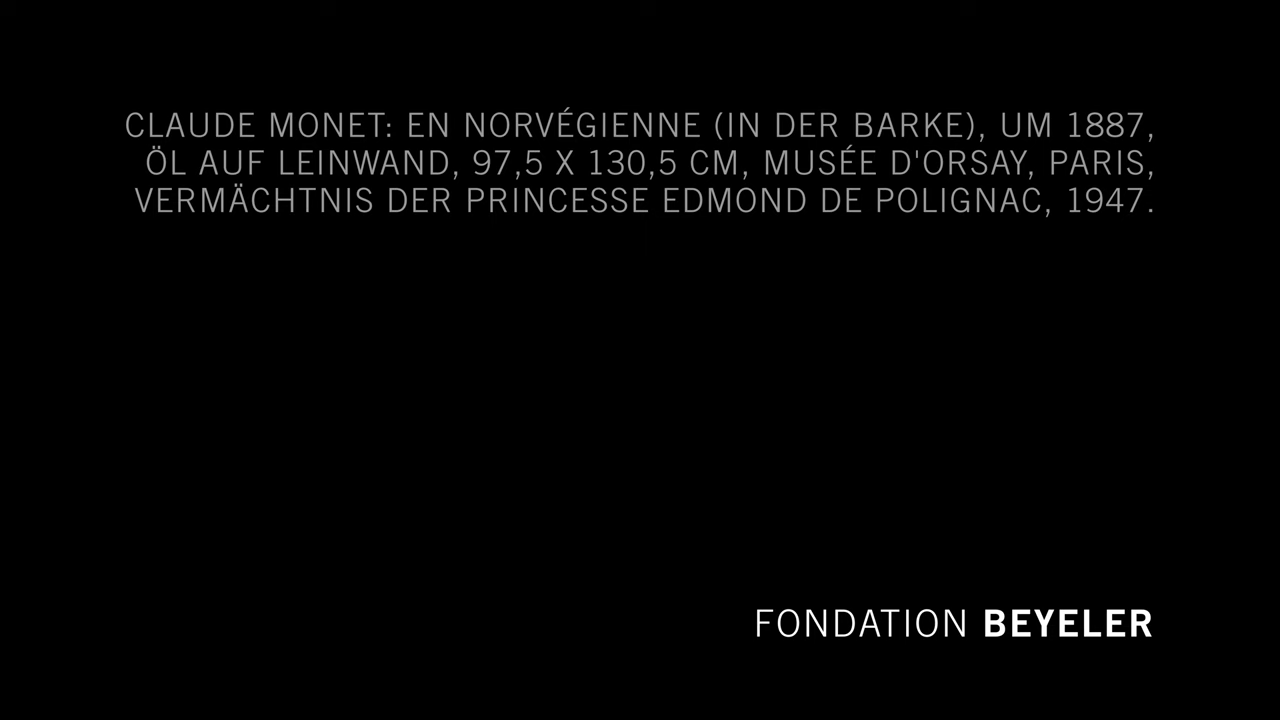 CLAUDE MONET: EN NORVÉGIENNE (IN DER BARKE), UM 1887,
ÖL AUF LEINWAND, 97,5 X 130,5 CM, MUSÉE D'ORSAY, PARIS,
VERMÄCHTNIS DER PRINCESSE EDMOND DE POLIGNAC, 1947.
FONDATION BEYELER